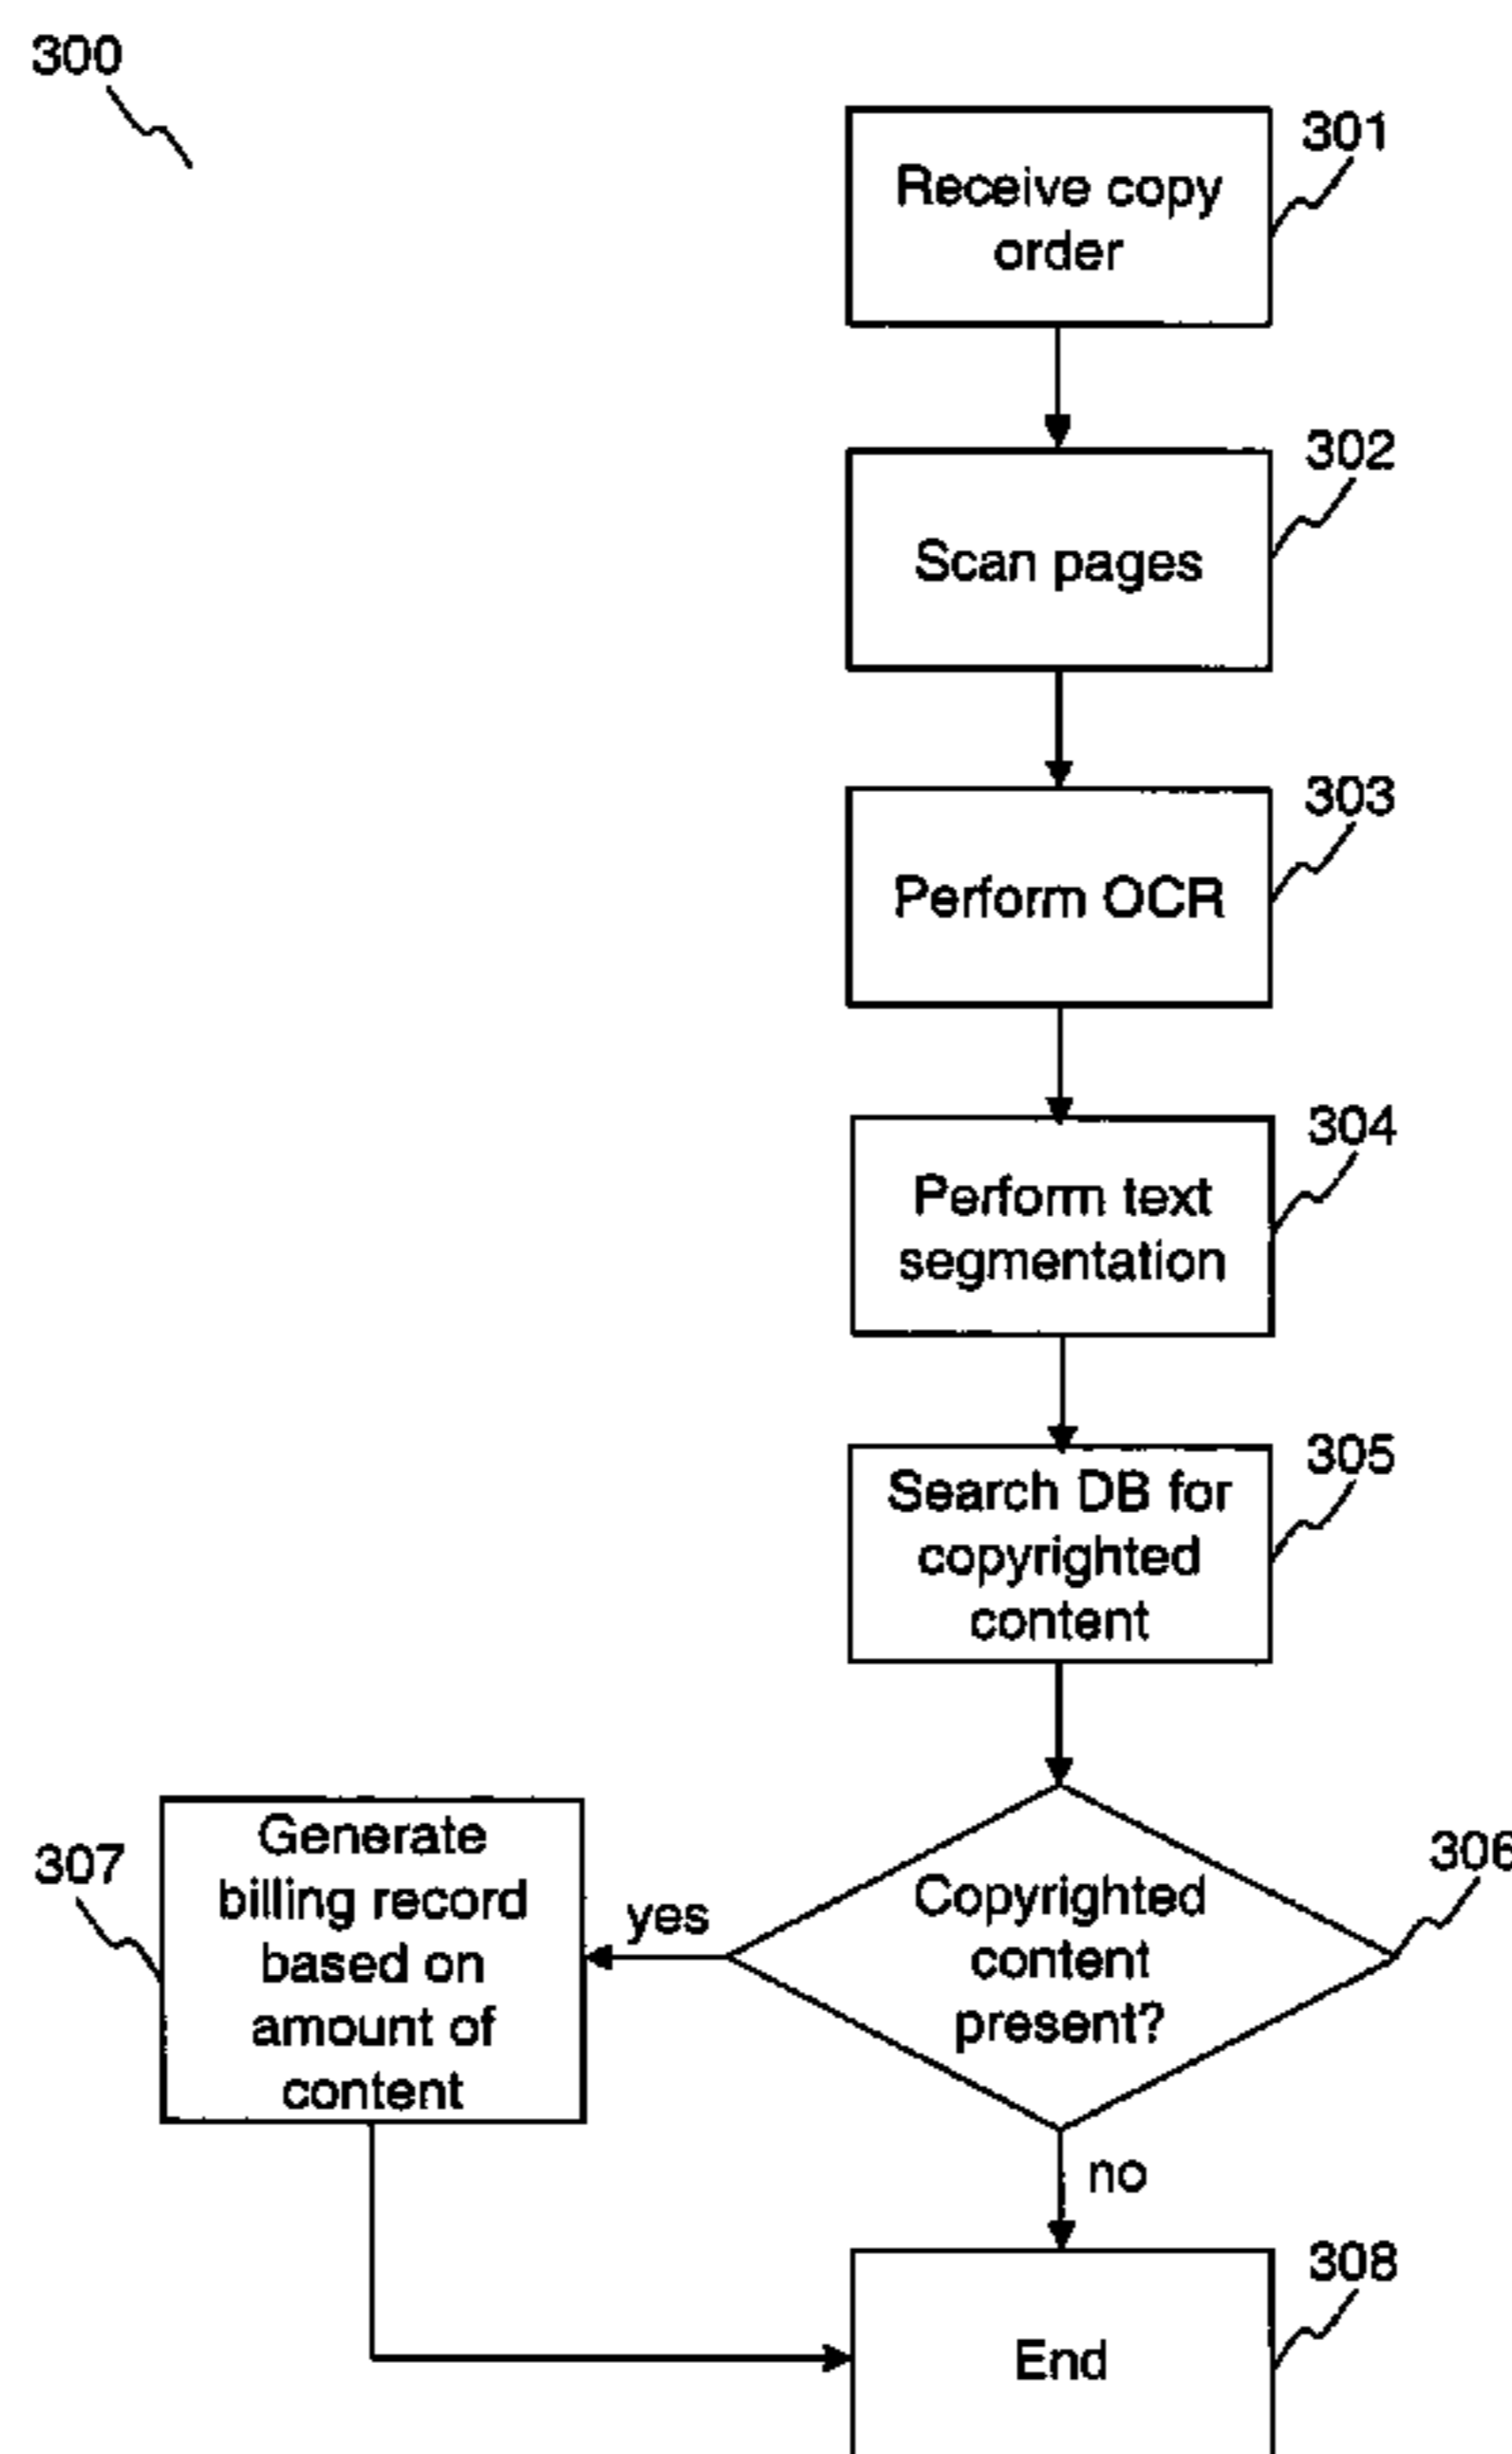 300
301
Receive copy
order
302
Scan pages
303
Perform OCR
304
Perform text
segmentation
305
Search DB for
copyrighted
content
306
Copyrighted
content
present?
yes
307
Generate
billing record
based on
amount of
content
no
308
End